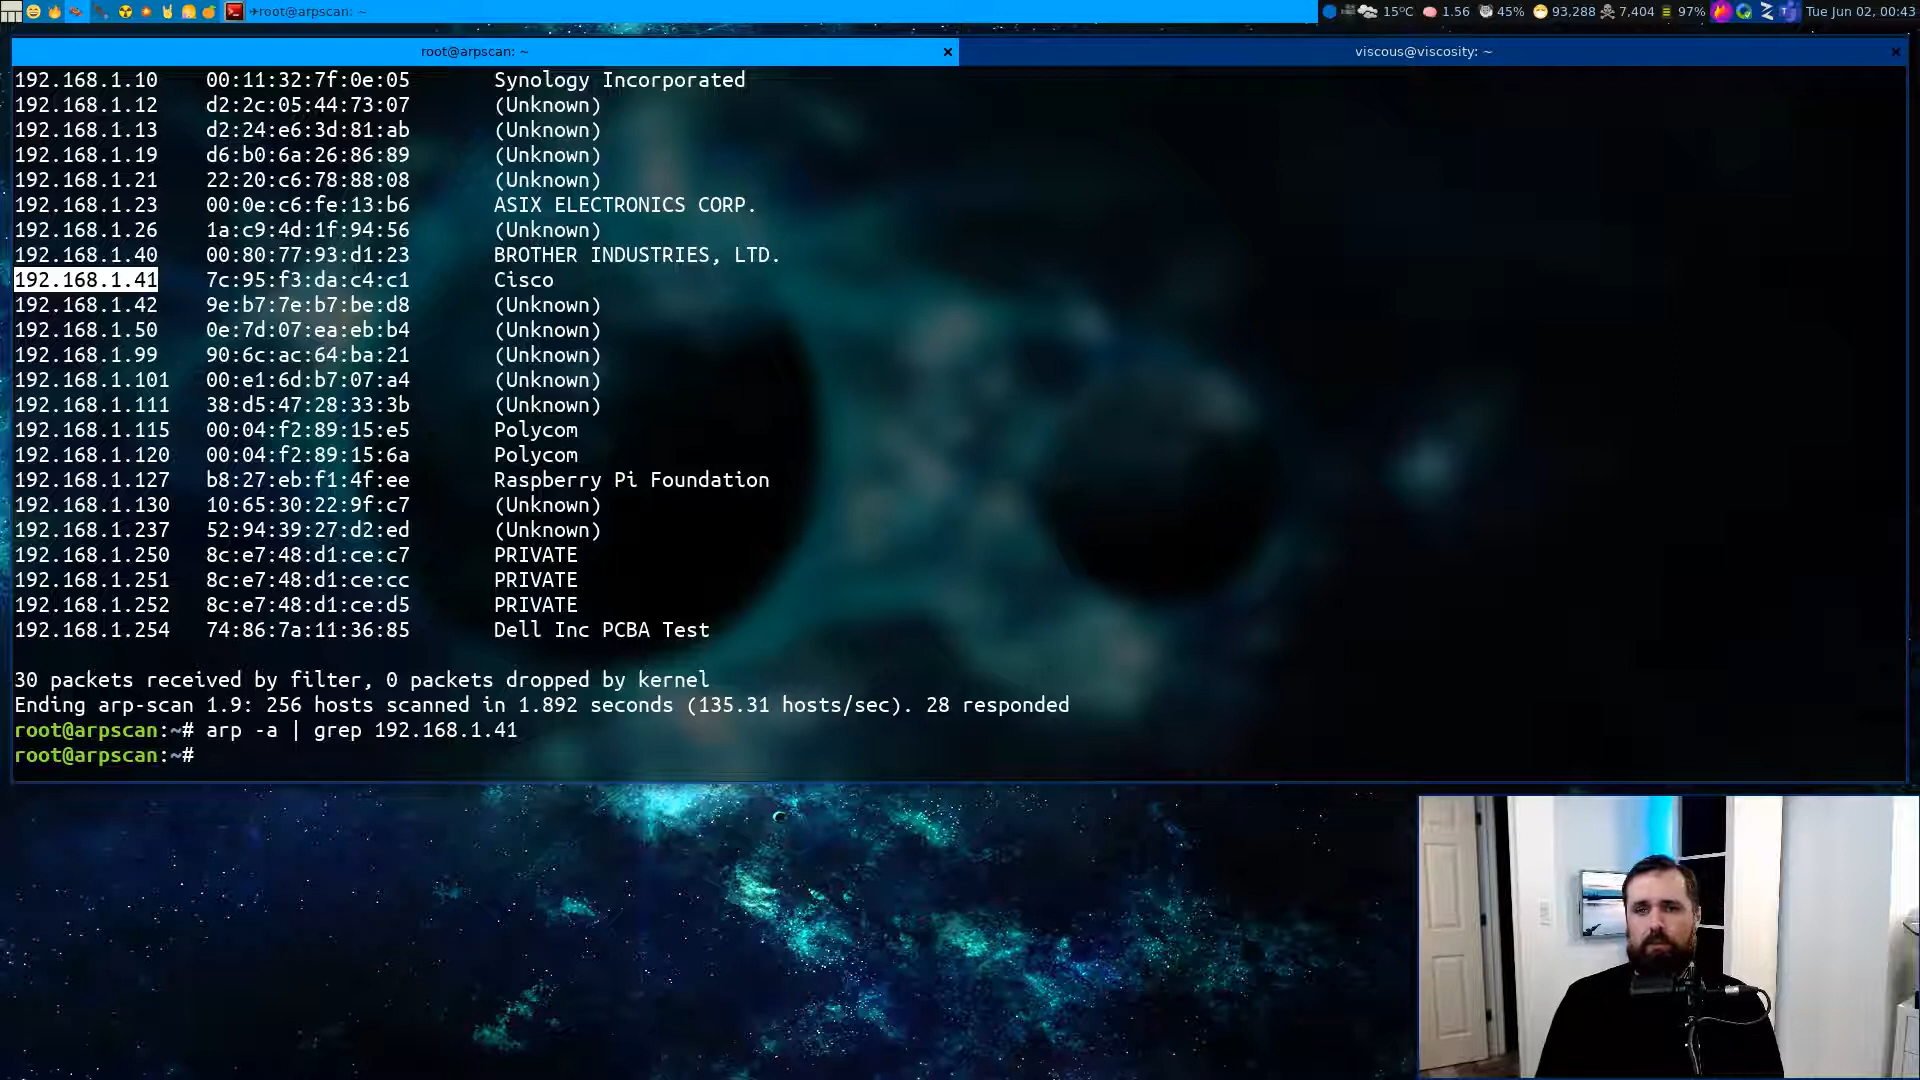 root@arpscan: ~
15°C 1.56 45% 93,288 7,404 97% Tue Jun 02, 00:43
root@arpscan: ~ × viscous@viscosity: ~ ×
192.168.1.10 00:11:32:7f:0e:05 Synology Incorporated
192.168.1.12 d2:2c:05:44:73:07 (Unknown)
192.168.1.13 d2:24:e6:3d:81:ab (Unknown)
192.168.1.19 d6:b0:6a:26:86:89 (Unknown)
192.168.1.21 22:20:c6:78:88:08 (Unknown)
192.168.1.23 00:0e:c6:fe:13:b6 ASIX ELECTRONICS CORP.
192.168.1.26 1a:c9:4d:1f:94:56 (Unknown)
192.168.1.40 00:80:77:93:d1:23 BROTHER INDUSTRIES, LTD.
192.168.1.41 7c:95:f3:da:c4:c1 Cisco
192.168.1.42 9e:b7:7e:b7:be:d8 (Unknown)
192.168.1.50 0e:7d:07:ea:eb:b4 (Unknown)
192.168.1.99 90:6c:ac:64:ba:21 (Unknown)
192.168.1.101 00:e1:6d:b7:07:a4 (Unknown)
192.168.1.111 38:d5:47:28:33:3b (Unknown)
192.168.1.115 00:04:f2:89:15:e5 Polycom
192.168.1.120 00:04:f2:89:15:6a Polycom
192.168.1.127 b8:27:eb:f1:4f:ee Raspberry Pi Foundation
192.168.1.130 10:65:30:22:9f:c7 (Unknown)
192.168.1.237 52:94:39:27:d2:ed (Unknown)
192.168.1.250 8c:e7:48:d1:ce:c7 PRIVATE
192.168.1.251 8c:e7:48:d1:ce:cc PRIVATE
192.168.1.252 8c:e7:48:d1:ce:d5 PRIVATE
192.168.1.254 74:86:7a:11:36:85 Dell Inc PCBA Test
30 packets received by filter, 0 packets dropped by kernel
Ending arp-scan 1.9: 256 hosts scanned in 1.892 seconds (135.31 hosts/sec). 28 responded
root@arpscan:~# arp -a | grep 192.168.1.41
root@arpscan:~#